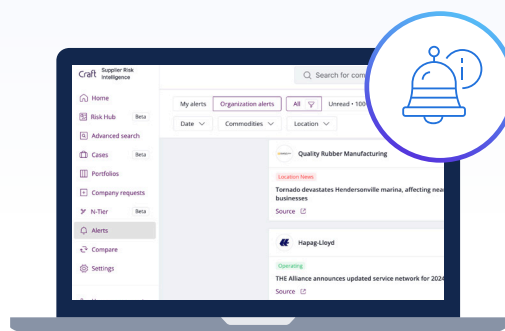 Craft Supplier Risk
Intelligence
Search for com
Home
Risk Hub Beta
Advanced search
Cases Beta
Portfolios
Company requests
N-Tier Beta
Alerts
Compare
Settings
My alerts Organization alerts All Unread • 100
Date Commodities Location
Quality Rubber Manufacturing
Location News
Tornado devastates Hendersonville marina, affecting nea
businesses
Source
Hapag-Lloyd
Operating
THE Alliance announces updated service network for 2024
Source